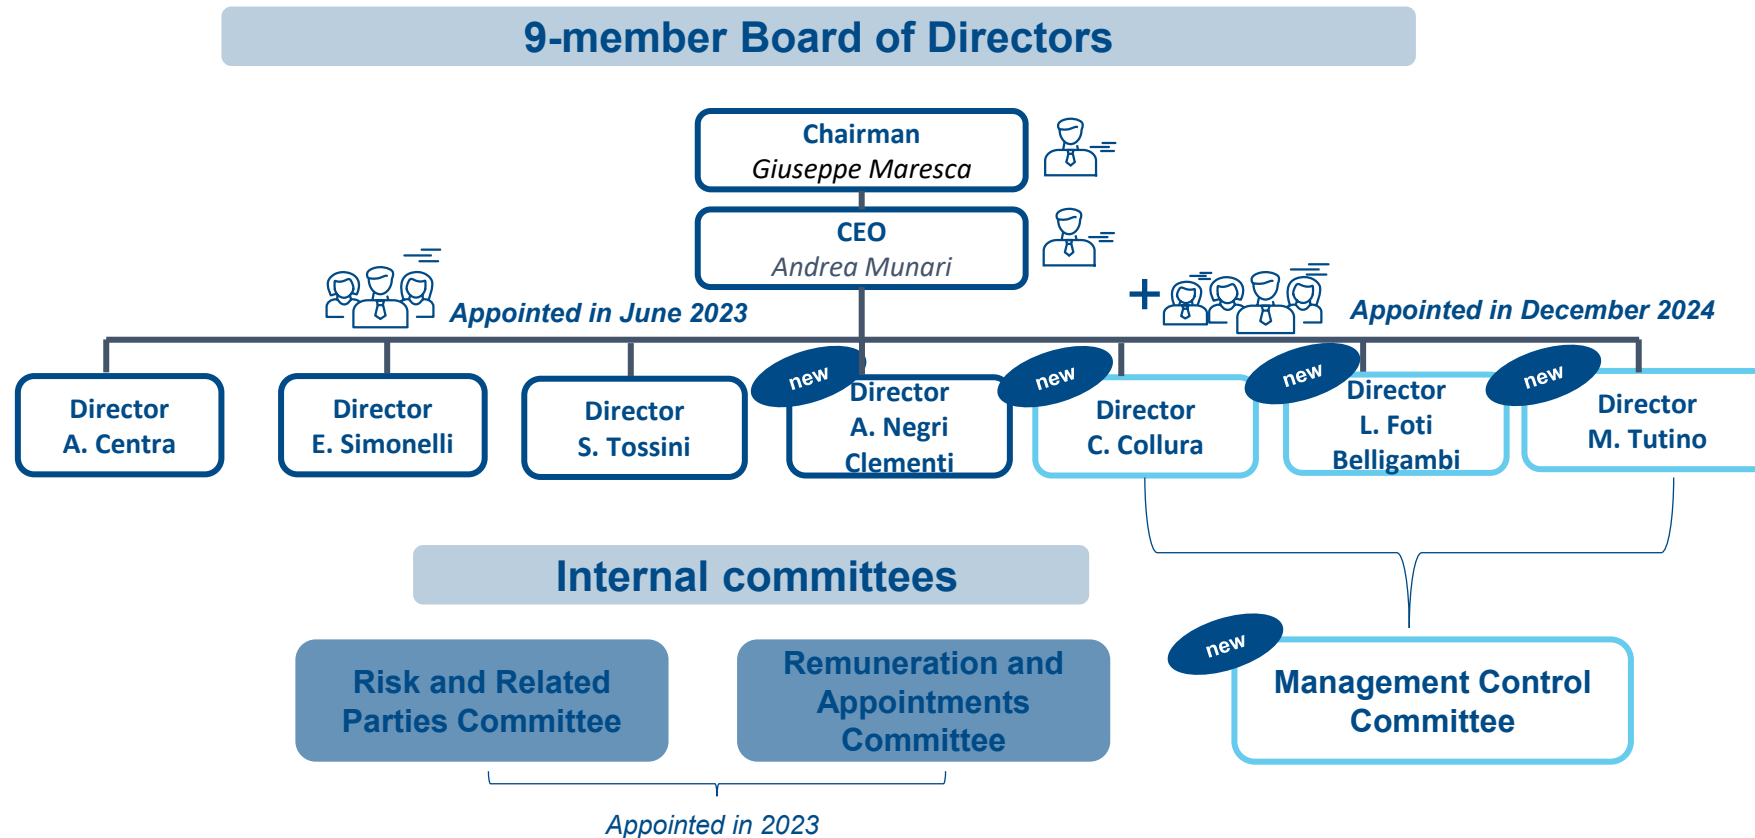 9-member Board of Directors
Chairman
Giuseppe Maresca
CEO
Andrea Munari
Appointed in June 2023
+
Appointed in December 2024
Director
A. Centra
Director
E. Simonelli
Director
S. Tossini
new
Director
A. Negri
Clementi
new
Director
C. Collura
new
Director
L. Foti
Belligambi
new
Director
M. Tutino
Internal committees
Risk and Related
Parties Committee
Remuneration and
Appointments
Committee
new
Management Control
Committee
Appointed in 2023